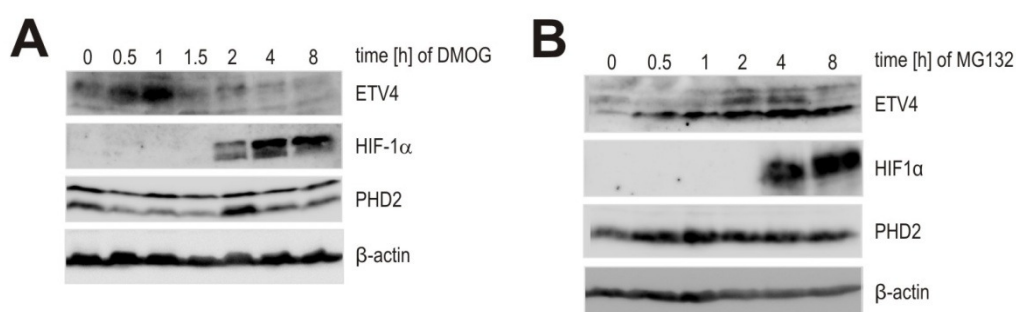 A
0 0.5 1 1.5 2 4 8 time [h] of DMOG
ETV4
HIF-1α
PHD2
β-actin
B
0 0.5 1 2 4 8 time [h] of MG132
ETV4
HIF1α
PHD2
β-actin